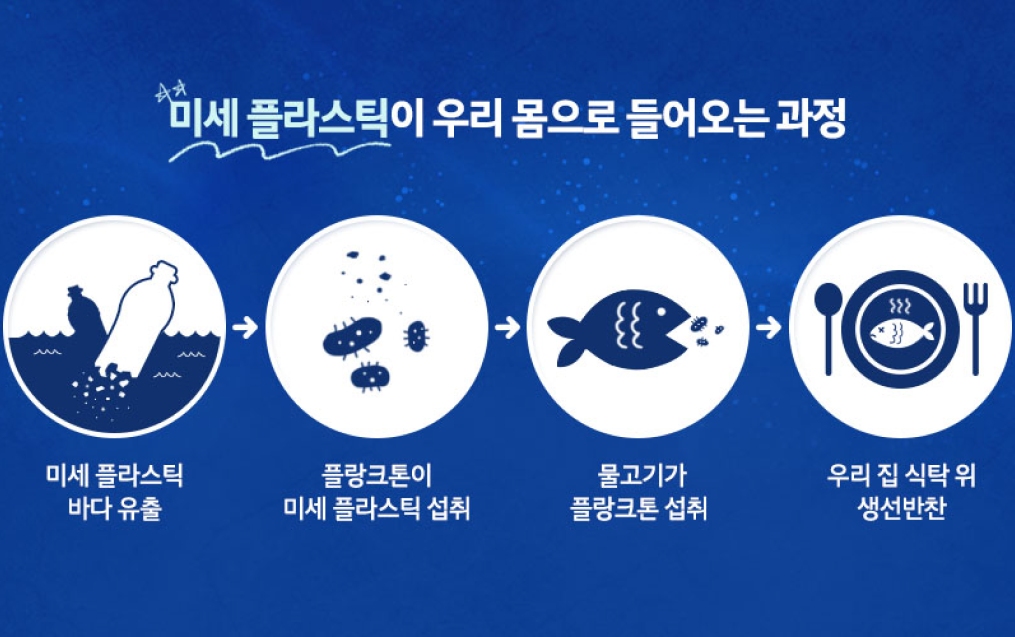 미세 플라스틱이 우리 몸으로 들어오는 과정
미세 플라스틱
바다 유출
플랑크톤이
미세 플라스틱 섭취
물고기가
플랑크톤 섭취
우리 집 식탁 위
생선반찬